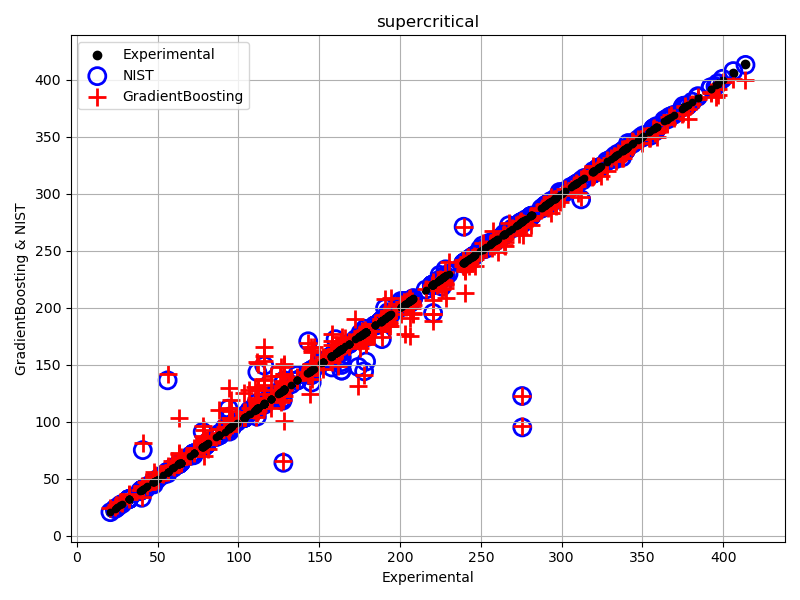 supercritical
Experimental
NIST
GradientBoosting
GradientBoosting & NIST
400
350
300
250
200
150
100
50
0
0 50 100 150 200 250 300 350 400
Experimental